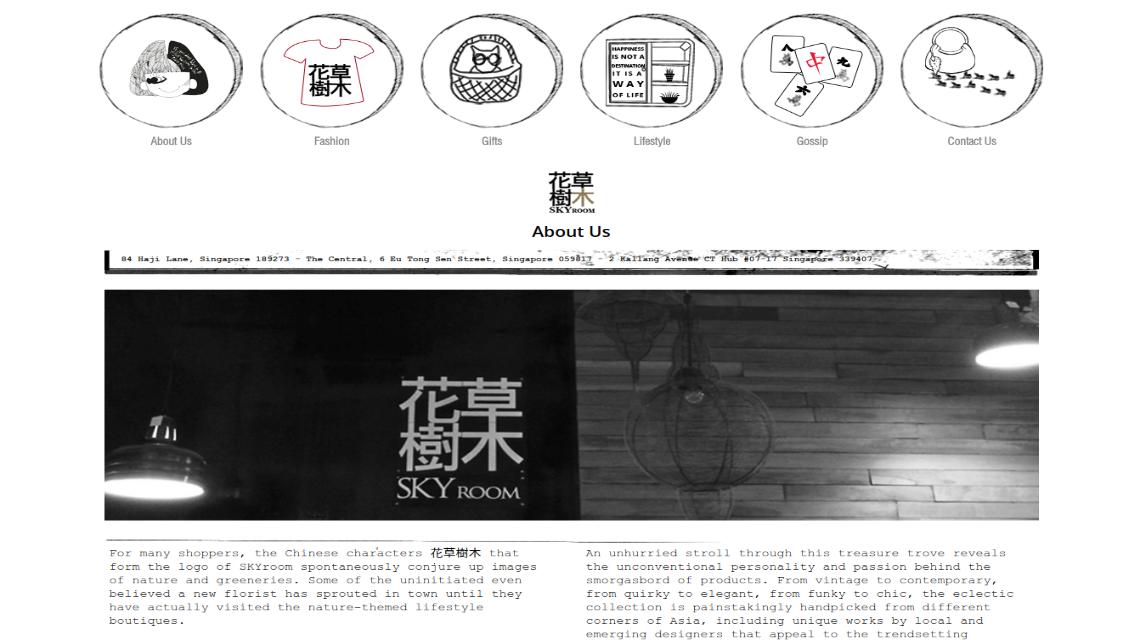 花草
樹木
HAPPINESS
IS NOT A
DESTINATION
IT IS A
WAY
OF LIFE
八
中
九
About Us
Fashion
Gifts
Lifestyle
Gossip
Contact Us
花草
樹木
SKYROOM
About Us
84 Haji Lane, Singapore 189273 - The Central, 6 Eu Tong Sen Street, Singapore 059817 - 2 Kallang Avenue CT Hub #07-17 Singapore 339407
花草
樹木
SKY ROOM
For many shoppers, the Chinese characters 花草樹木 that
form the logo of SKYroom spontaneously conjure up images
of nature and greeneries. Some of the uninitiated even
believed a new florist has sprouted in town until they
have actually visited the nature-themed lifestyle
boutiques.
An unhurried stroll through this treasure trove reveals
the unconventional personality and passion behind the
smorgasbord of products. From vintage to contemporary,
from quirky to elegant, from funky to chic, the eclectic
collection is painstakingly handpicked from different
corners of Asia, including unique works by local and
emerging designers that appeal to the trendsetting